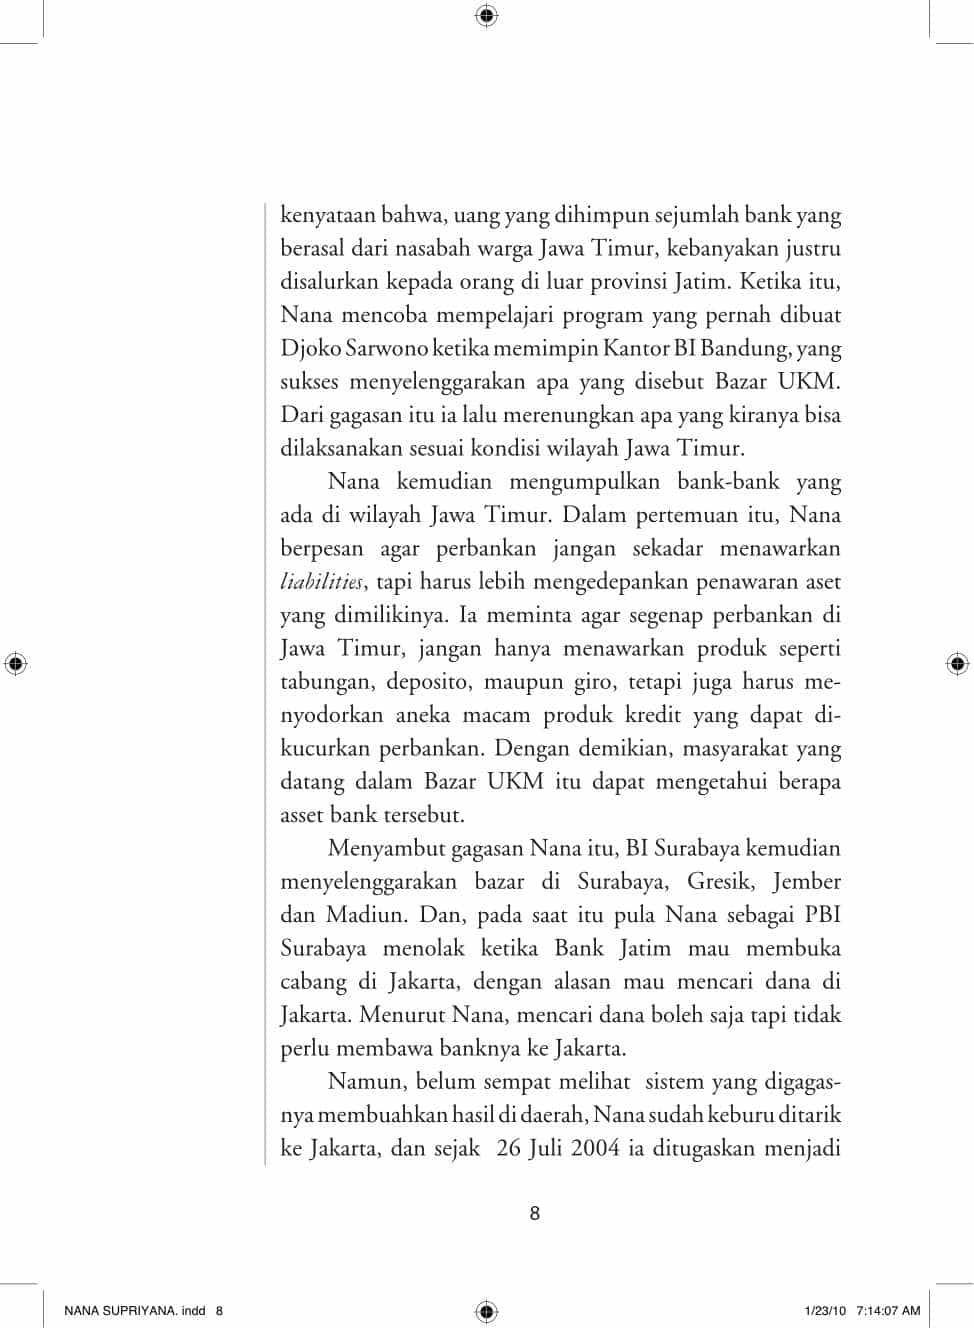 kenyataan bahwa, uang yang dihimpun sejumlah bank yang
berasal dari nasabah warga Jawa Timur, kebanyakan justru
disalurkan kepada orang di luar provinsi Jatim. Ketika itu,
Nana mencoba mempelajari program yang pernah dibuat
Djoko Sarwono ketika memimpin Kantor BI Bandung, yang
sukses menyelenggarakan apa yang disebut Bazar UKM.
Dari gagasan itu ia lalu merenungkan apa yang kiranya bisa
dilaksanakan sesuai kondisi wilayah Jawa Timur.
Nana kemudian mengumpulkan bank-bank yang
ada di wilayah Jawa Timur. Dalam pertemuan itu, Nana
berpesan agar perbankan jangan sekadar menawarkan
liabilities, tapi harus lebih mengedepankan penawaran aset
yang dimilikinya. Ia meminta agar segenap perbankan di
Jawa Timur, jangan hanya menawarkan produk seperti
tabungan, deposito, maupun giro, tetapi juga harus me-
nyodorkan aneka macam produk kredit yang dapat di-
kucurkan perbankan. Dengan demikian, masyarakat yang
datang dalam Bazar UKM itu dapat mengetahui berapa
asset bank tersebut.
Menyambut gagasan Nana itu, BI Surabaya kemudian
menyelenggarakan bazar di Surabaya, Gresik, Jember
dan Madiun. Dan, pada saat itu pula Nana sebagai PBI
Surabaya menolak ketika Bank Jatim mau membuka
cabang di Jakarta, dengan alasan mau mencari dana di
Jakarta. Menurut Nana, mencari dana boleh saja tapi tidak
perlu membawa banknya ke Jakarta.
Namun, belum sempat melihat sistem yang digagas-
nya membuahkan hasil di daerah, Nana sudah keburu ditarik
ke Jakarta, dan sejak 26 Juli 2004 ia ditugaskan menjadi
8
NANA SUPRIYANA. indd 8
1/23/10 7:14:07 AM